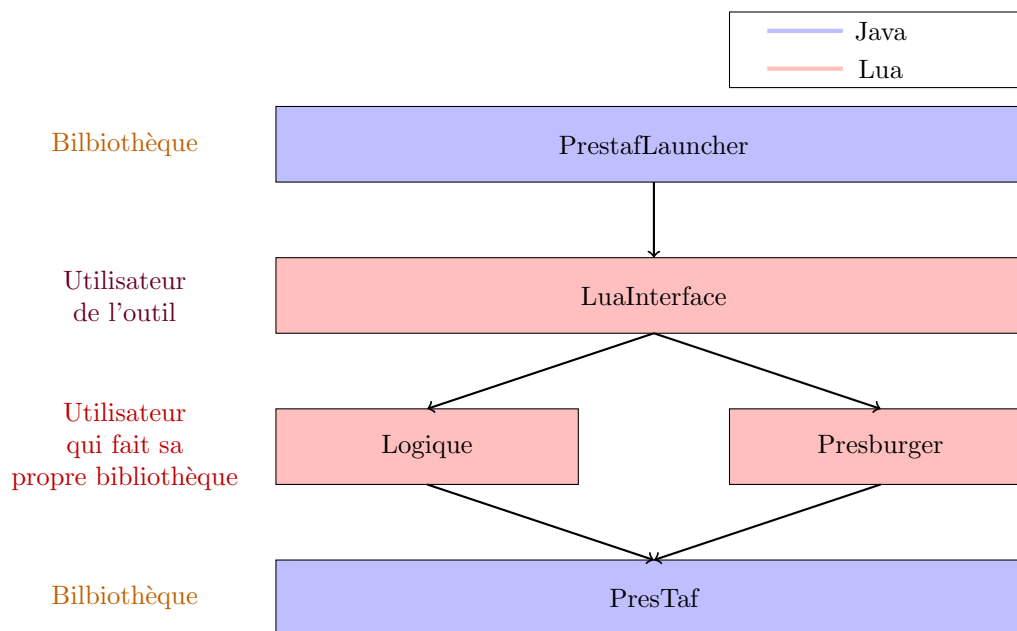 Java
Lua
Bilbiothèque
PrestafLauncher
Utilisateur
de l'outil
LuaInterface
Utilisateur
qui fait sa
propre bibliothèque
Logique
Presburger
Bilbiothèque
PresTaf